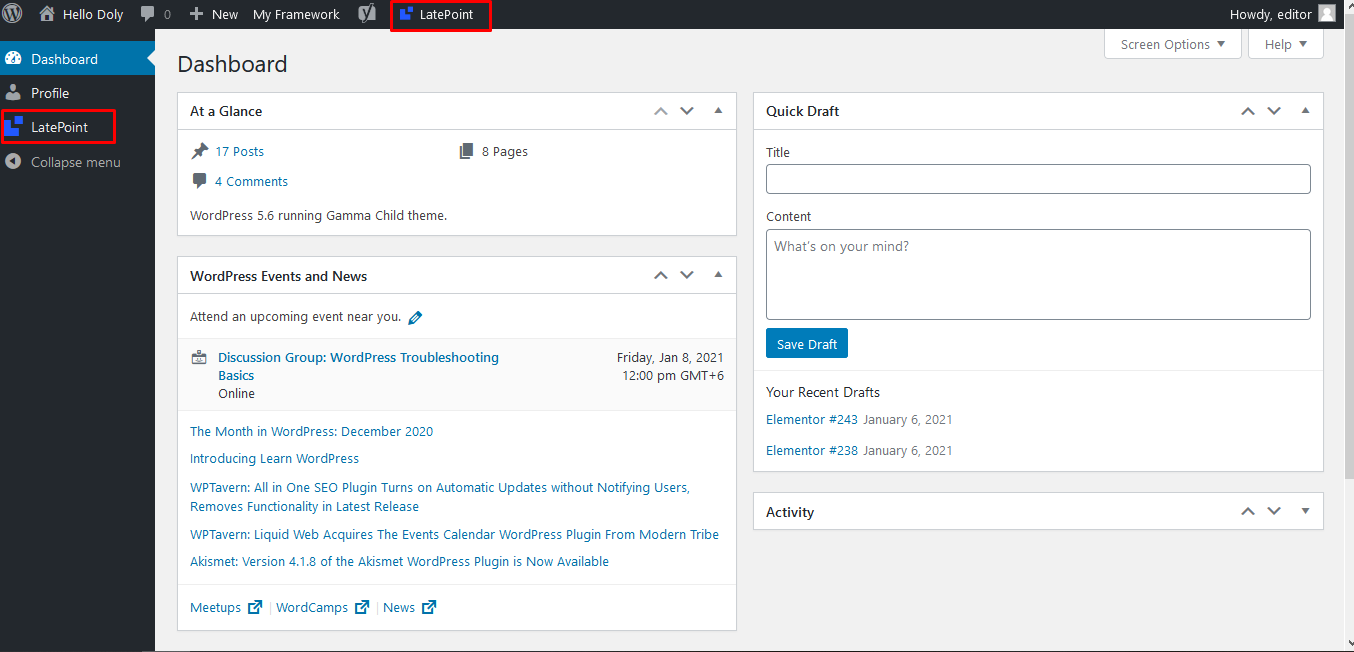 Hello Doly 0 New My Framework LatePoint Howdy, editor
Dashboard
Profile
LatePoint
Collapse menu
Screen Options Help
Dashboard
At a Glance
17 Posts 8 Pages
4 Comments
WordPress 5.6 running Gamma Child theme.
WordPress Events and News
Attend an upcoming event near you.
Discussion Group: WordPress Troubleshooting
Basics
Online
Friday, Jan 8, 2021
12:00 pm GMT+6
The Month in WordPress: December 2020
Introducing Learn WordPress
WPTavern: All in One SEO Plugin Turns on Automatic Updates without Notifying Users,
Removes Functionality in Latest Release
WPTavern: Liquid Web Acquires The Events Calendar WordPress Plugin From Modern Tribe
Akismet: Version 4.1.8 of the Akismet WordPress Plugin is Now Available
Meetups WordCamps News
Quick Draft
Title
Content
What's on your mind?
Save Draft
Your Recent Drafts
Elementor #243 January 6, 2021
Elementor #238 January 6, 2021
Activity